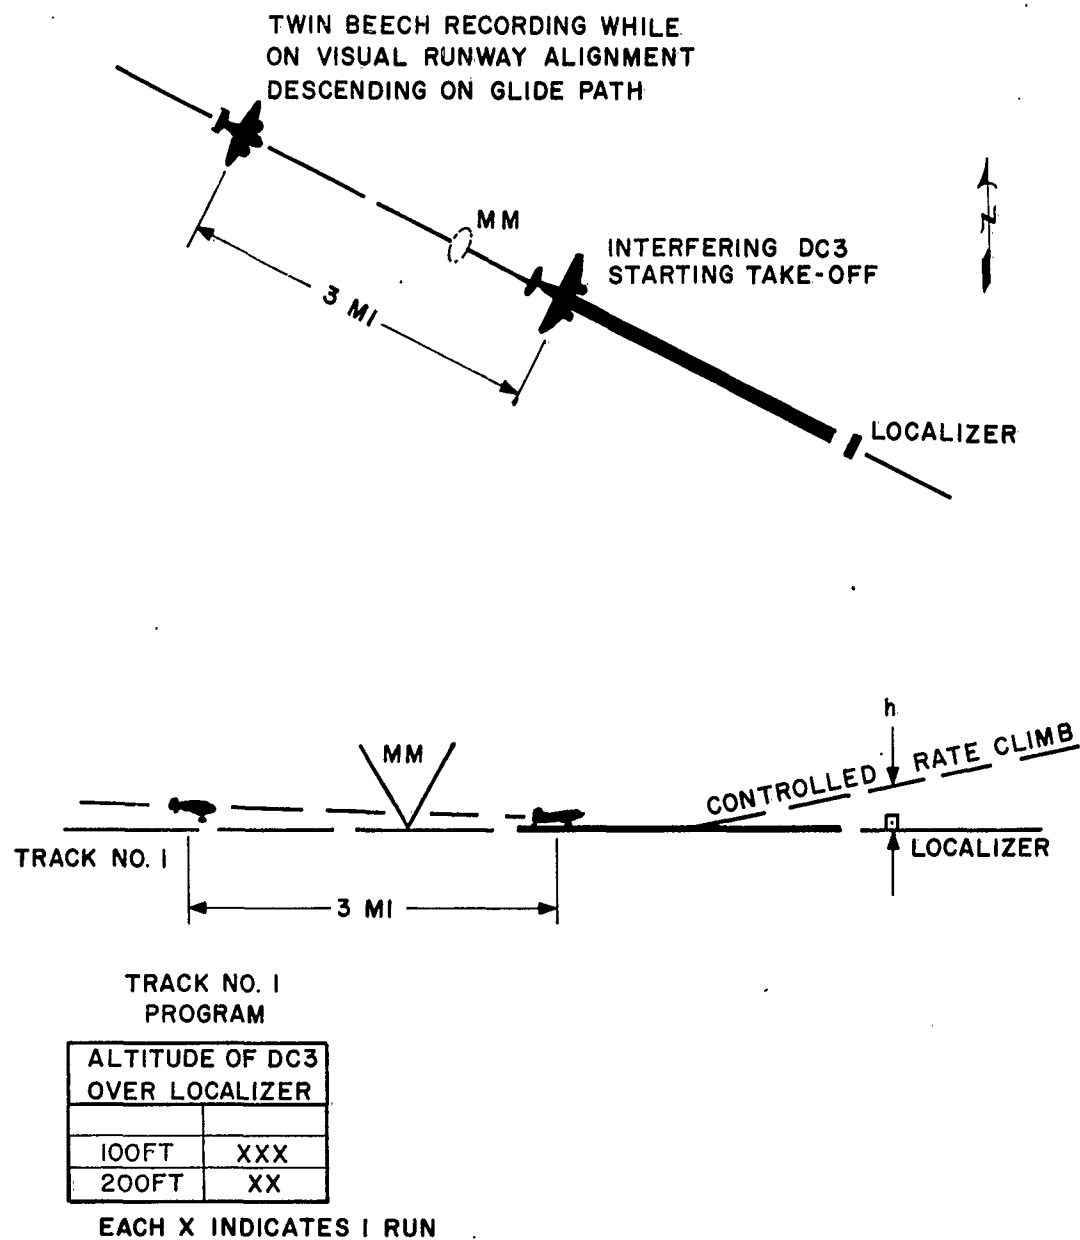 TWIN BEECH RECORDING WHILE
ON VISUAL RUNWAY ALIGNMENT
DESCENDING ON GLIDE PATH
MM
N
INTERFERING DC3
STARTING TAKE-OFF
3 MI
LOCALIZER
h
MM
CONTROLLED RATE CLIMB
TRACK NO. 1
LOCALIZER
3 MI
TRACK NO. 1
PROGRAM
ALTITUDE OF DC3
OVER LOCALIZER
100FT XXX
200FT XX
EACH X INDICATES 1 RUN